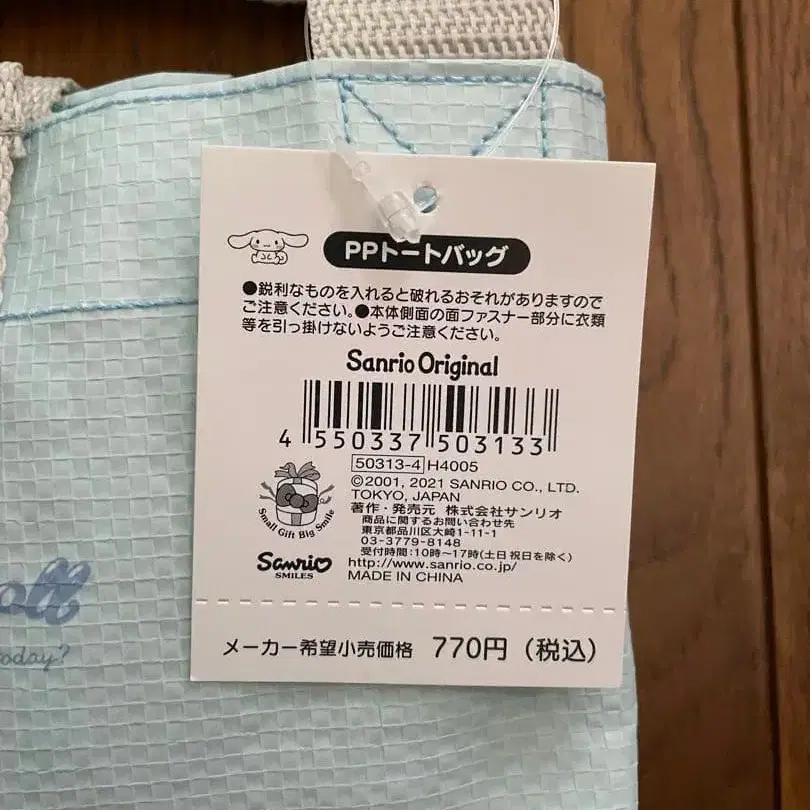 PPトートバッグ
●鋭利なものを入れると破れるおそれがありますので
ご注意ください。●本体側面の面ファスナー部分に衣類
等を引っ掛けないようご注意ください。
Sanrio Original
4 550337 503133
50313-4 H4005
©2001, 2021 SANRIO CO., LTD.
TOKYO, JAPAN
著作・発売元 株式会社サンリオ
商品に関するお問い合わせ先
東京都品川区大崎1-11-1
03-3779-8148
受付時間:10時〜17時(土日祝日を除く)
http://www.sanrio.co.jp/
MADE IN CHINA
Small Gift Big Smile
Sanrio
SMILES
メーカー希望小売価格 770円(税込)
oll
today?